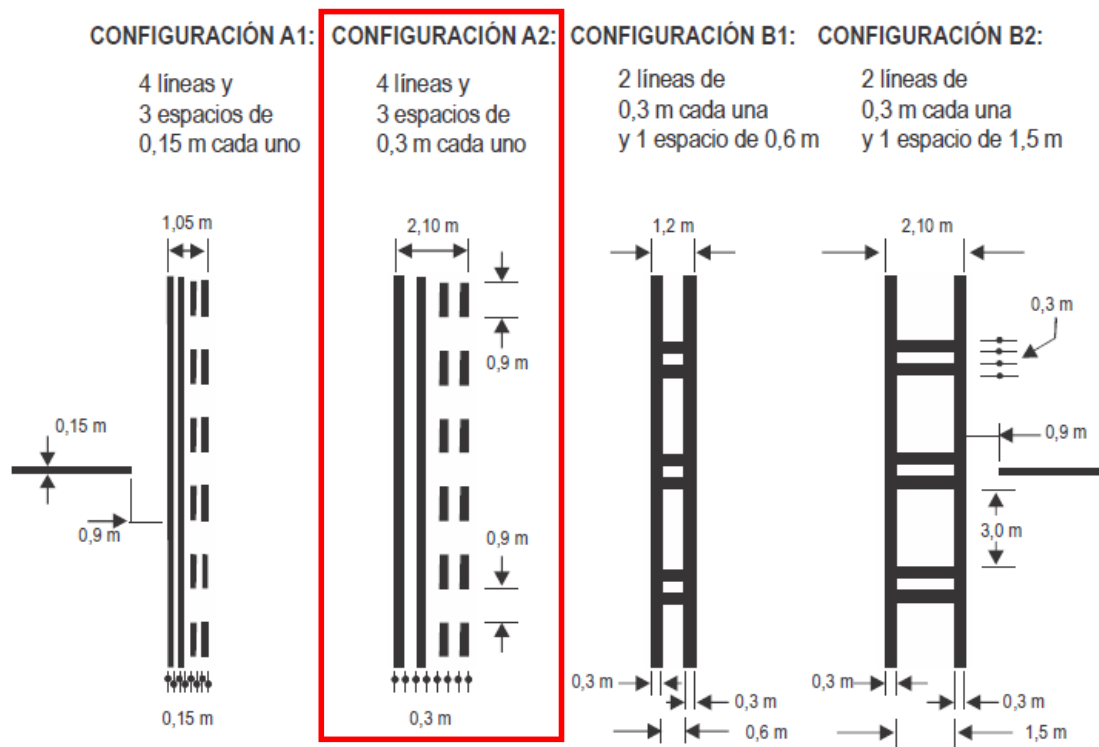 CONFIGURACIÓN A1:
4 líneas y
3 espacios de
0,15 m cada uno
CONFIGURACIÓN A2:
4 líneas y
3 espacios de
0,3 m cada uno
CONFIGURACIÓN B1:
2 líneas de
0,3 m cada una
y 1 espacio de 0,6 m
CONFIGURACIÓN B2:
2 líneas de
0,3 m cada una
y 1 espacio de 1,5 m
1,05 m
0,15 m
0,9 m
0,15 m
2,10 m
0,9 m
0,9 m
0,3 m
1,2 m
0,3 m
0,3 m
0,6 m
2,10 m
0,3 m
0,9 m
3,0 m
0,3 m
0,3 m
1,5 m